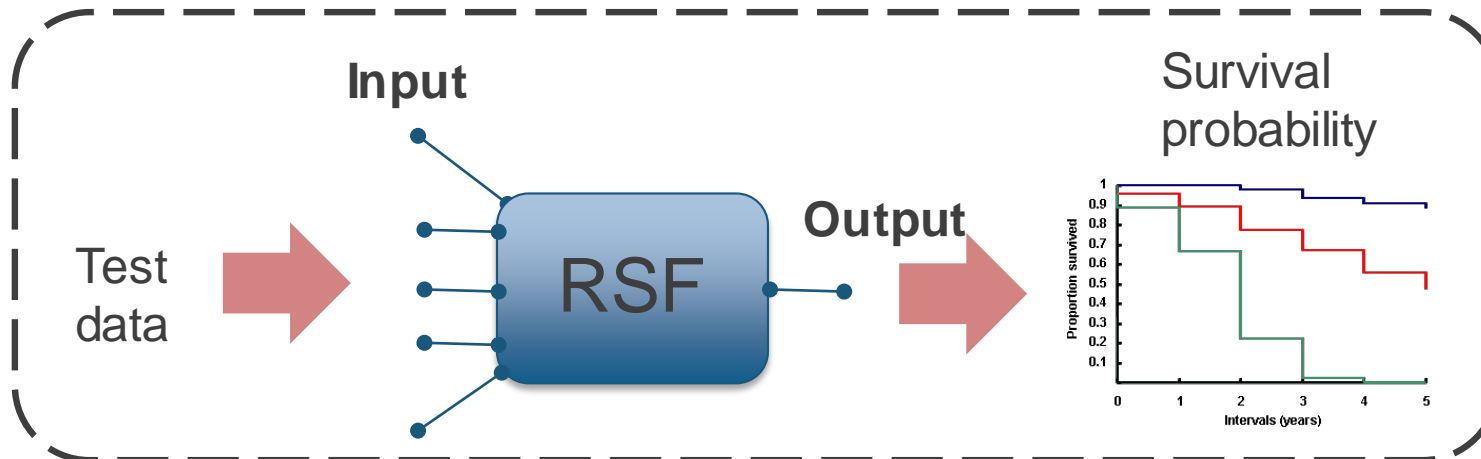 Input
Test
data
RSF
Output
Survival
probability
Proportion survived
1
0.9
0.8
0.7
0.6
0.5
0.4
0.3
0.2
0.1
0 1 2 3 4 5
Intervals (years)